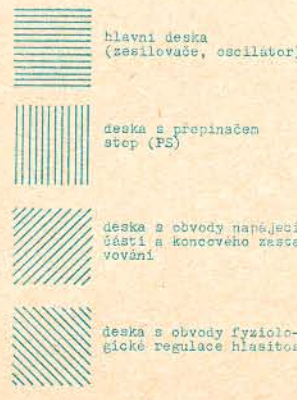 hlavní deska
(zesilovače, oscilátor)
deska s přepínačem
stop (PS)
deska s obvody napájecí
části a koncového zasta-
vování
deska s obvody fyziolo-
gické regulace hlasitos